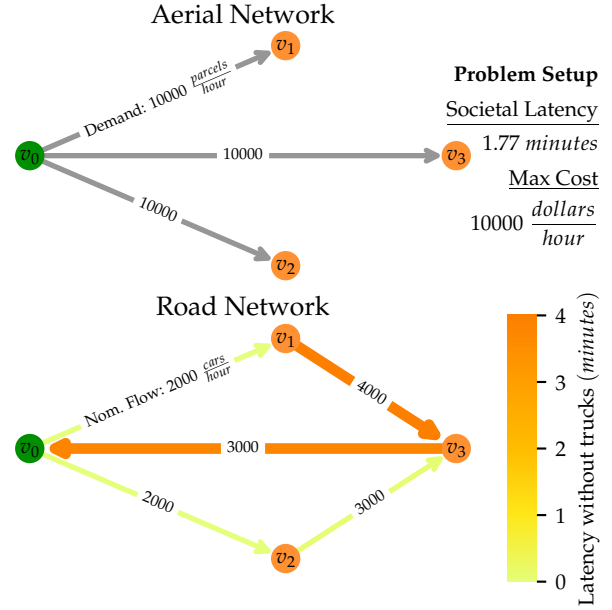 Aerial Network
v1
Demand: 10000 parcels/hour
Problem Setup
Societal Latency
1.77 minutes
v0
10000
v3
Max Cost
10000 dollars/hour
10000
v2
Road Network
v1
Nom. Flow: 2000 cars/hour
4000
v0
3000
v3
2000
3000
v2
4
3
2
1
0
Latency without trucks (minutes)